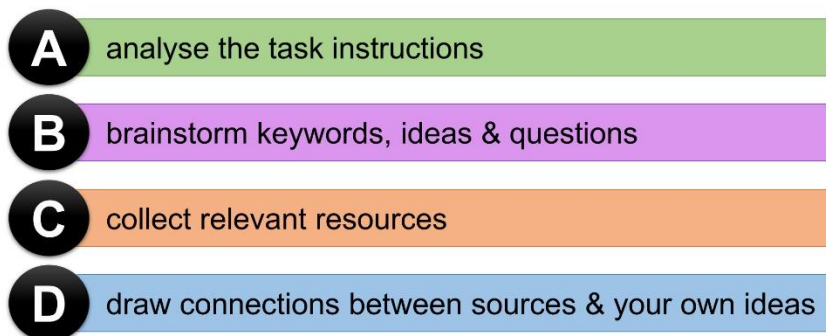 A analyse the task instructions
B brainstorm keywords, ideas & questions
C collect relevant resources
D draw connections between sources & your own ideas